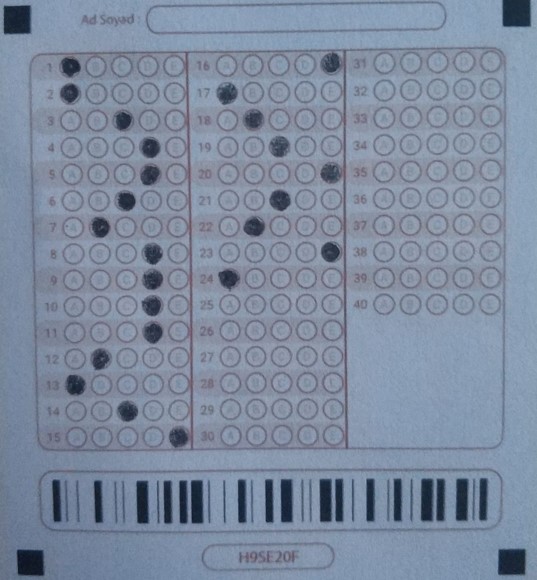 Ad Soyad :
1 B C D E
2 B C D E
3 A B D E
4 A B C E
5 A B C E
6 A B D E
7 A C D E
8 A B C E
9 A B C E
10 A B C E
11 A B C E
12 A C D E
13 B C D E
14 A B D E
15 A B C D
16 A B C D
17 B C D E
18 A C D E
19 A B D E
20 A B C D
21 A B D E
22 A C D E
23 A B C D
24 B C D E
25 A B C D E
26 A B C D E
27 A B C D E
28 A B C D E
29 A B C D E
30 A B C D E
31 A B C D E
32 A B C D E
33 A B C D E
34 A B C D E
35 A B C D E
36 A B C D E
37 A B C D E
38 A B C D E
39 A B C D E
40 A B C D E
H9SE20F